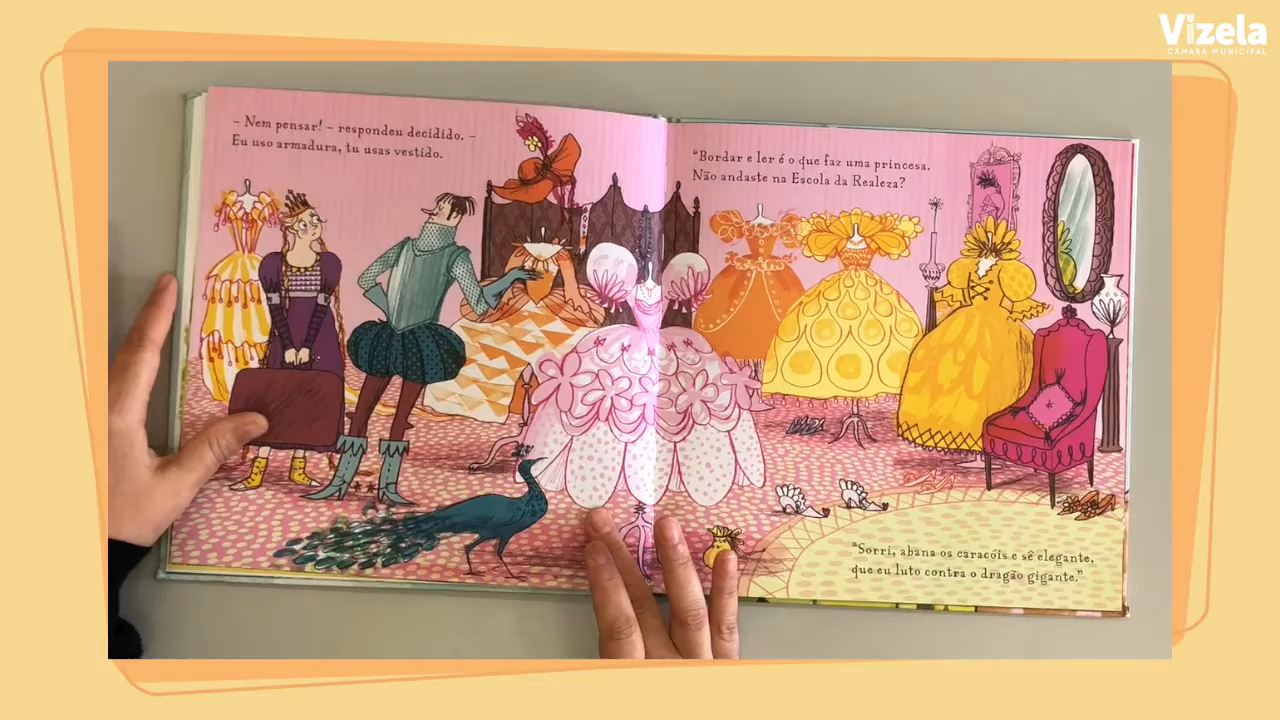 Vizela
CÂMARA MUNICIPAL
– Nem pensar! – respondeu decidido. –
Eu uso armadura, tu usas vestido.
“Bordar e ler é o que faz uma princesa.
Não andaste na Escola da Realeza?
“Sorri, abana os caracóis e sê elegante,
que eu luto contra o dragão gigante.”